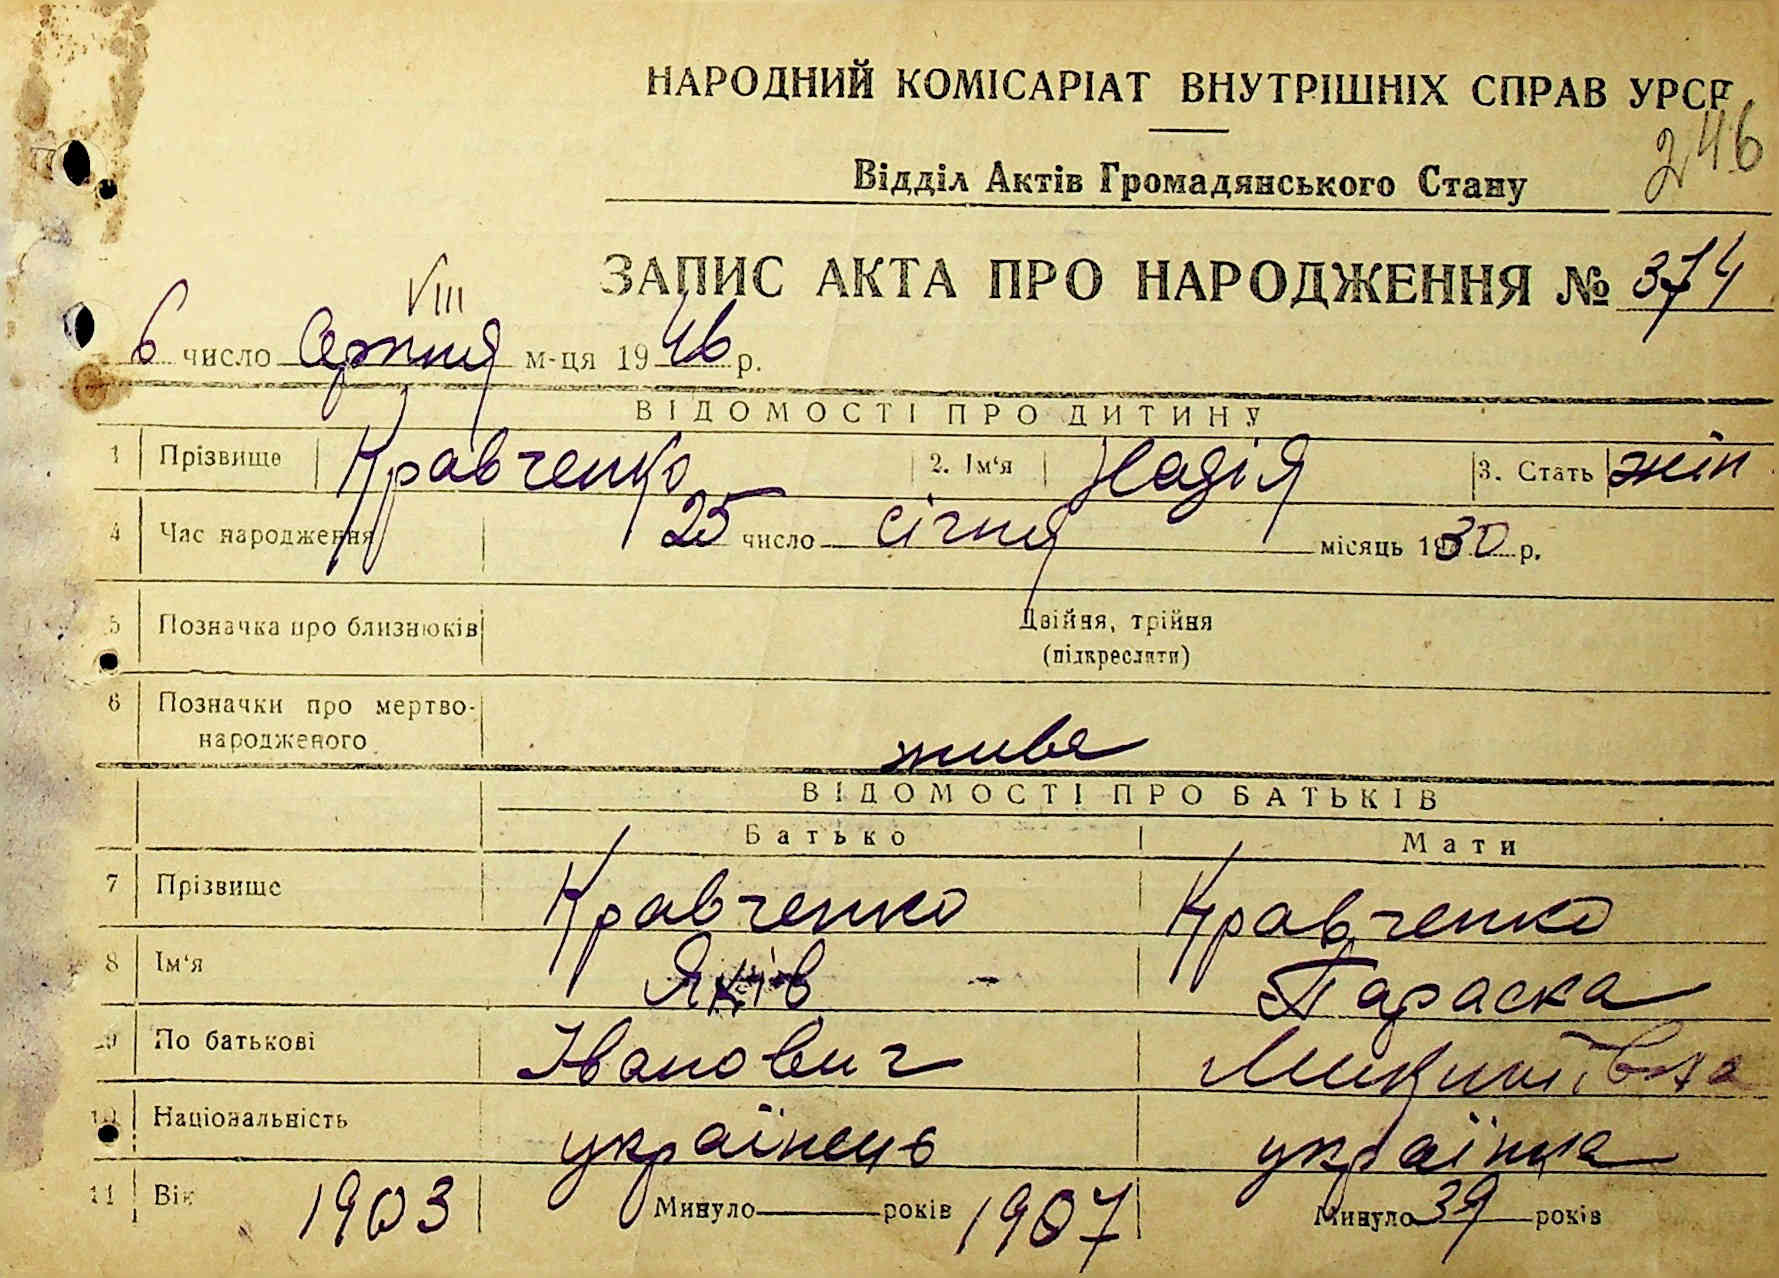 НАРОДНИЙ КОМІСАРІАТ ВНУТРІШНІХ СПРАВ УРСР
246
Відділ Актів Громадянського Стану
ЗАПИС АКТА ПРО НАРОДЖЕННЯ № 374
VIII
6 число Серпня м-ця 1946 р.
ВІДОМОСТІ ПРО ДИТИНУ
1 Прізвище Кравченко 2. Ім'я Надія 3. Стать жін
4 Час народження 25 число січня місяць 1930 р.
5 Позначка про близнюків Двійня, трійня
(підкреслити)
6 Позначки про мертво-
народженого жива
ВІДОМОСТІ ПРО БАТЬКІВ
Батько Мати
7 Прізвище Кравченко Кравченко
8 Ім'я Яків - Параска
9 По батькові Іванович Микитівна
10 Національність українець українка
11 Вік 1903 Минуло років 1907 Минуло 39 років